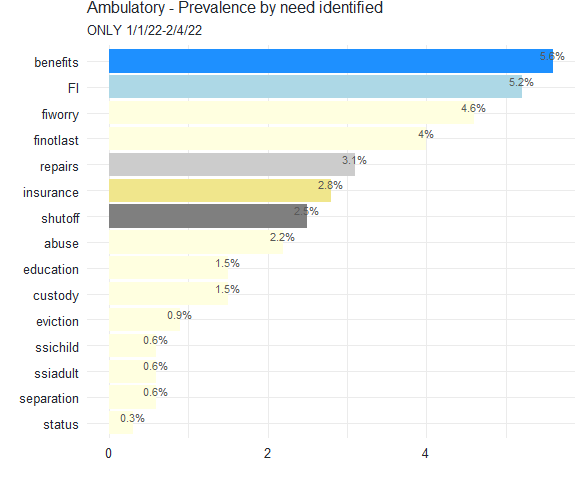 Ambulatory - Prevalence by need identified
ONLY 1/1/22-2/4/22
benefits 5.6%
FI 5.2%
fiworry 4.6%
finotlast 4%
repairs 3.1%
insurance 2.8%
shutoff 2.5%
abuse 2.2%
education 1.5%
custody 1.5%
eviction 0.9%
ssichild 0.6%
ssiadult 0.6%
separation 0.6%
status 0.3%
0 2 4